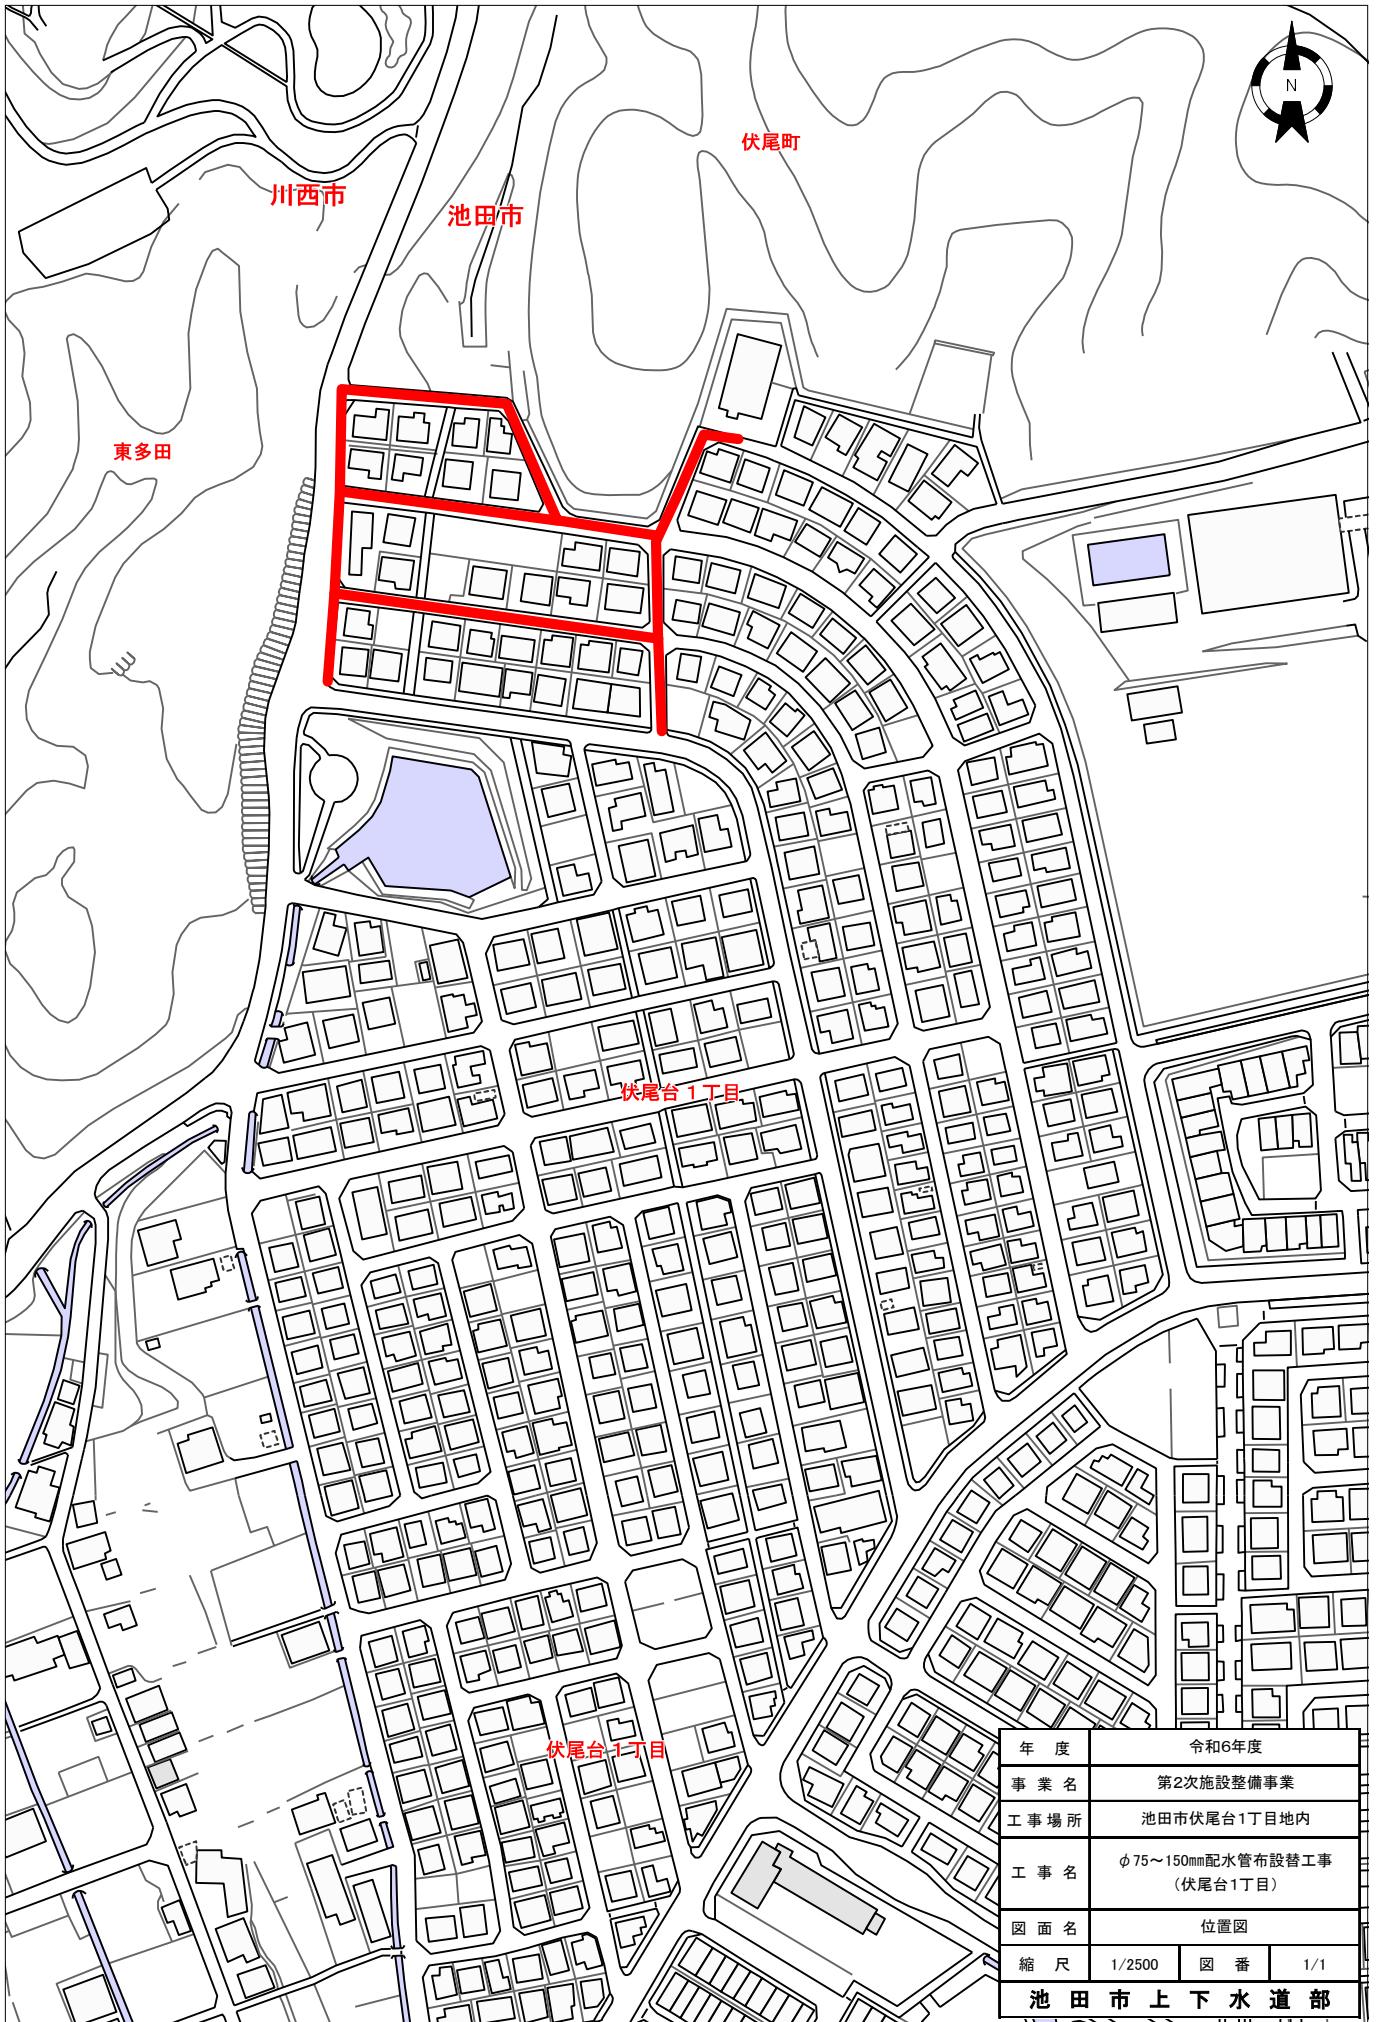 N
伏尾町
川西市
池田市
東多田
伏尾台1丁目
伏尾台1丁目
年度 令和6年度
事業名 第2次施設整備事業
工事場所 池田市伏尾台1丁目地内
工事名 φ75～150mm配水管布設替工事
（伏尾台1丁目）
図面名 位置図
縮尺 1/2500 図番 1/1
池田市上下水道部